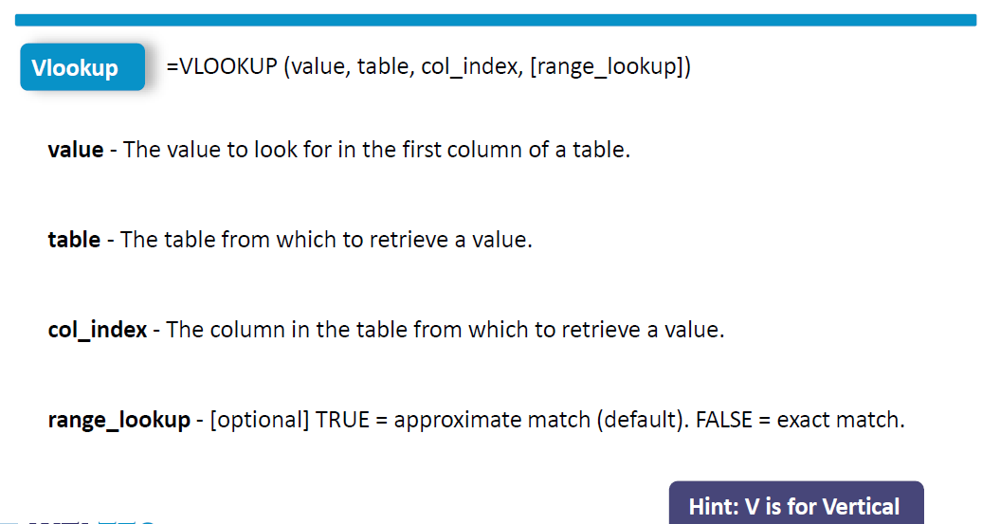 Vlookup
=VLOOKUP (value, table, col_index, [range_lookup])
value - The value to look for in the first column of a table.
table - The table from which to retrieve a value.
col_index - The column in the table from which to retrieve a value.
range_lookup - [optional] TRUE = approximate match (default). FALSE = exact match.
Hint: V is for Vertical